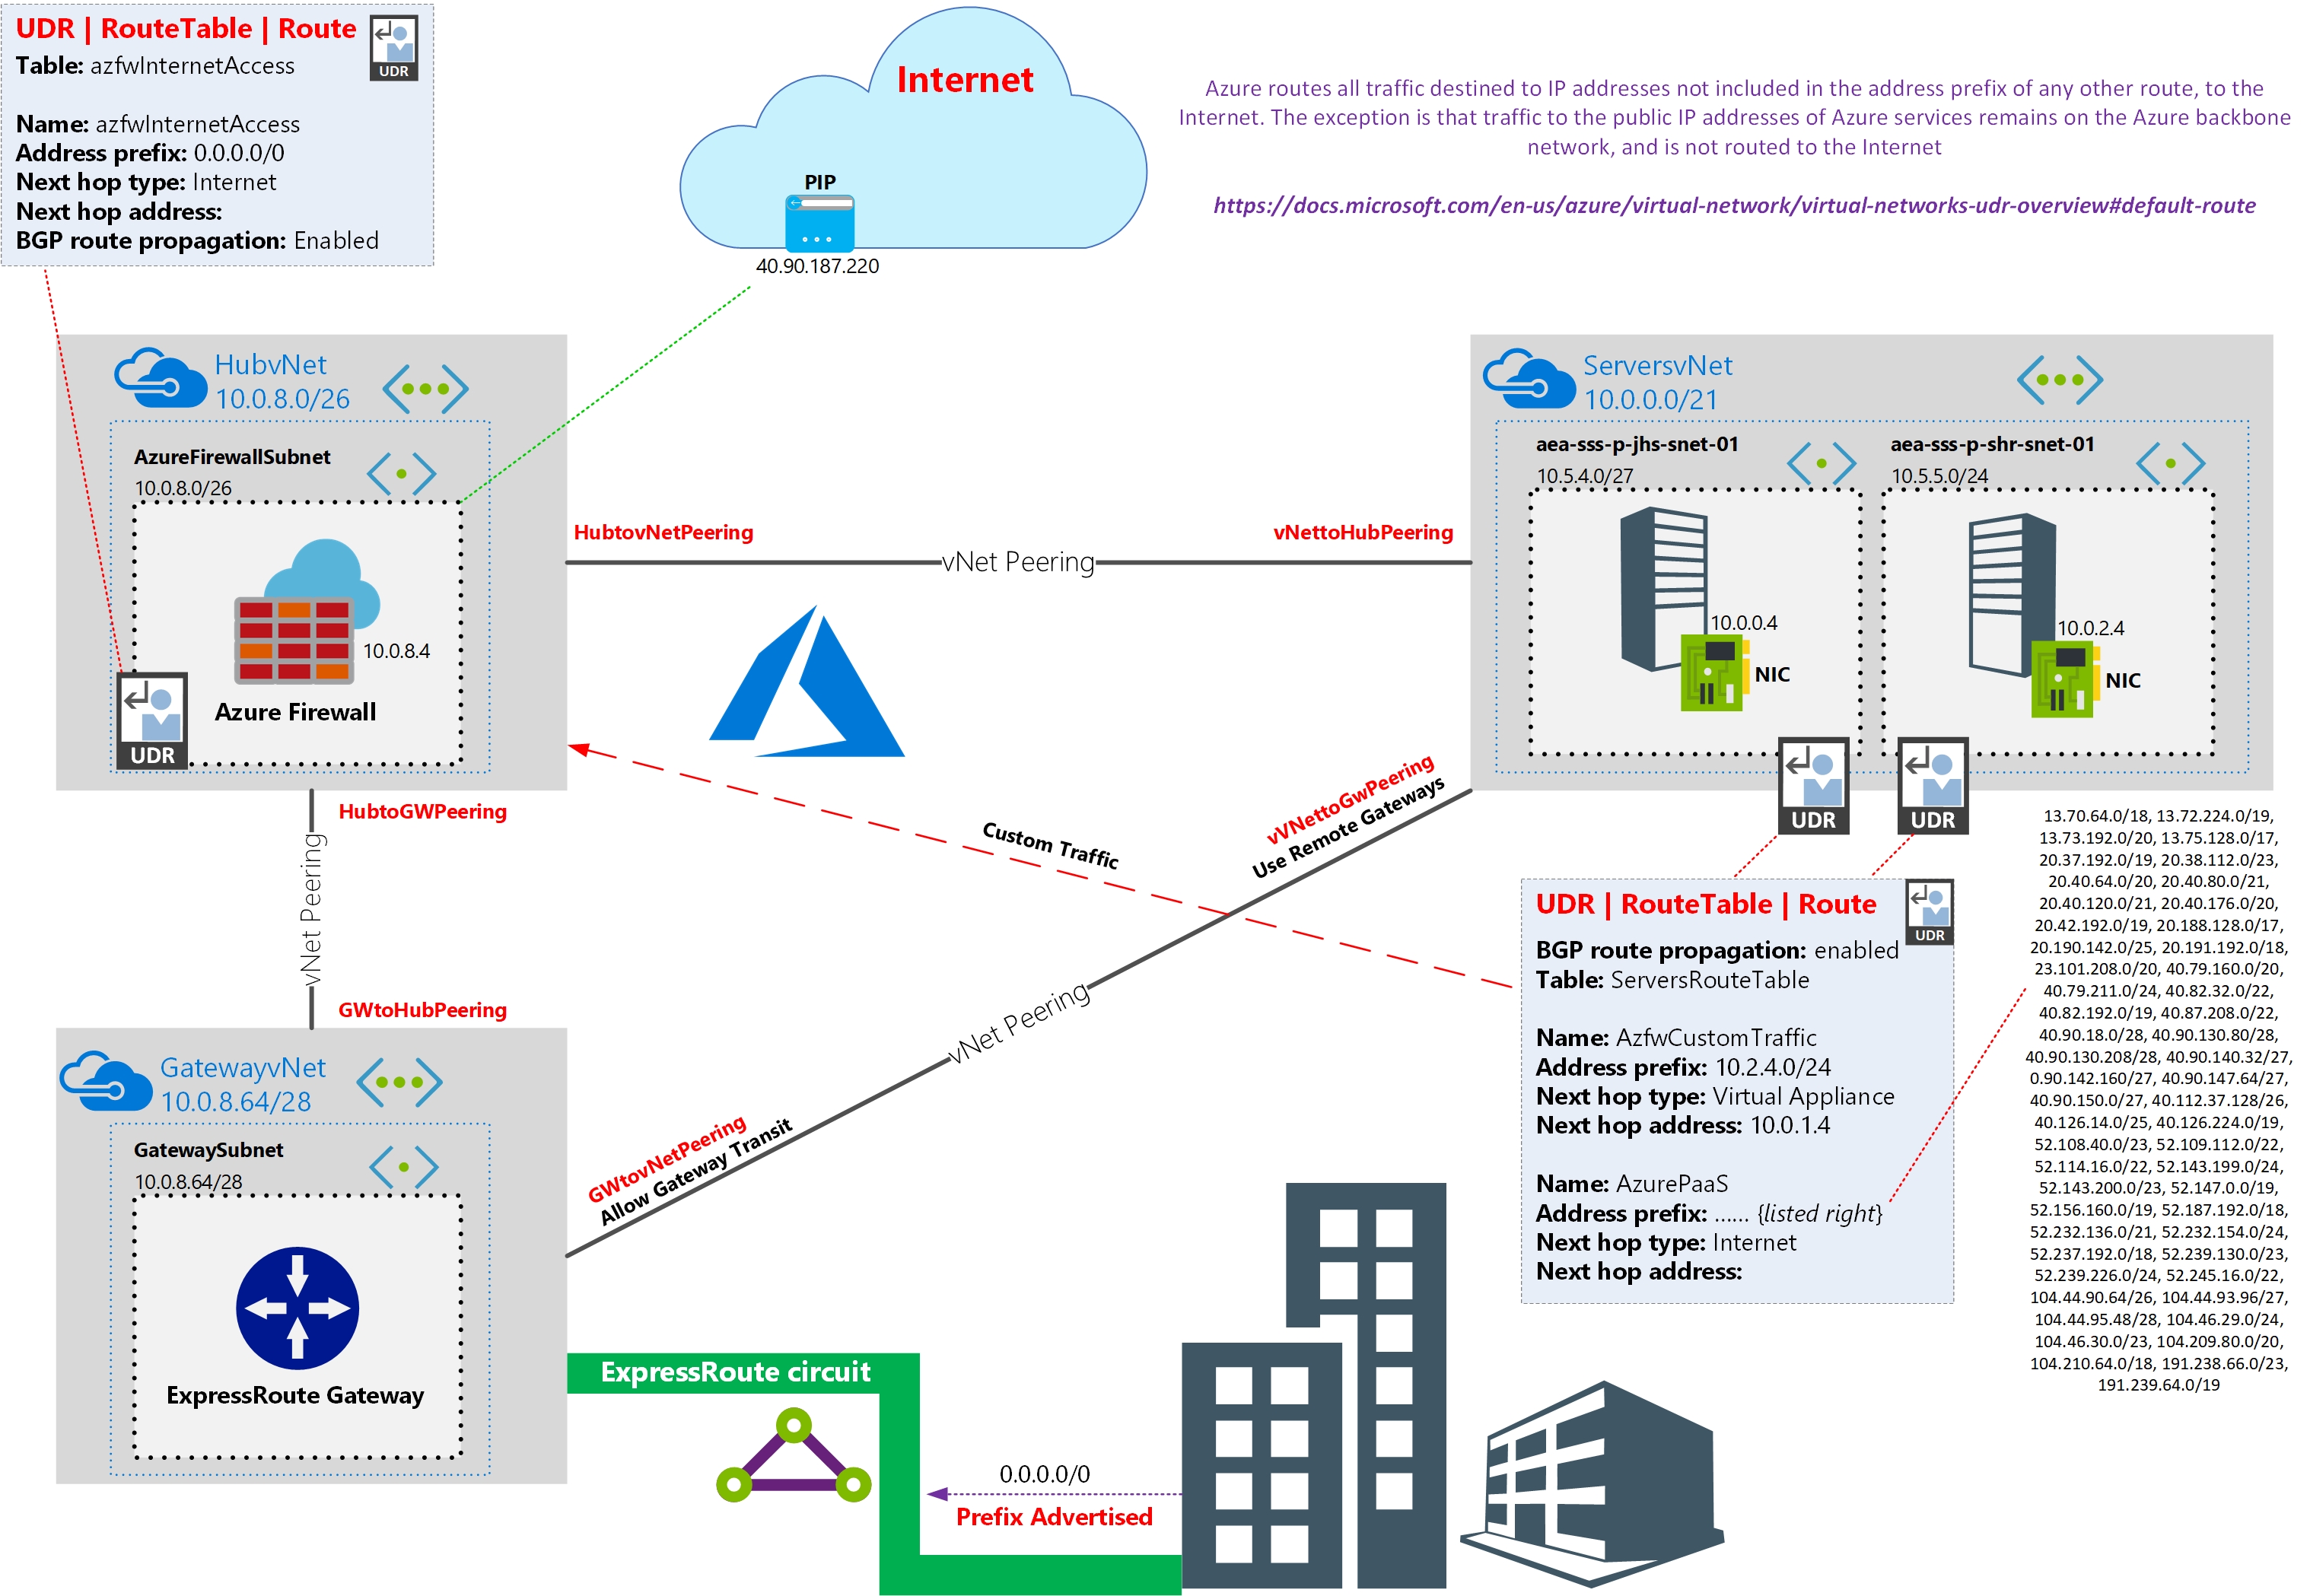 UDR | RouteTable | Route
Table: azfwInternetAccess
Name: azfwInternetAccess
Address prefix: 0.0.0.0/0
Next hop type: Internet
Next hop address:
BGP route propagation: Enabled
UDR
Internet
PIP
40.90.187.220
Azure routes all traffic destined to IP addresses not included in the address prefix of any other route, to the
Internet. The exception is that traffic to the public IP addresses of Azure services remains on the Azure backbone
network, and is not routed to the Internet
https://docs.microsoft.com/en-us/azure/virtual-network/virtual-networks-udr-overview#default-route
HubvNet
10.0.8.0/26
AzureFirewallSubnet
10.0.8.0/26
10.0.8.4
Azure Firewall
UDR
HubtovNetPeering
vNet Peering
vNettoHubPeering
ServersvNet
10.0.0.0/21
aea-sss-p-jhs-snet-01
10.5.4.0/27
10.0.0.4
NIC
UDR
aea-sss-p-shr-snet-01
10.5.5.0/24
10.0.2.4
NIC
UDR
HubtoGWPeering
vNet Peering
GWtoHubPeering
Custom Traffic
vVNettoGwPeering
Use Remote Gateways
vNet Peering
GWtovNetPeering
Allow Gateway Transit
GatewayvNet
10.0.8.64/28
GatewaySubnet
10.0.8.64/28
ExpressRoute Gateway
ExpressRoute circuit
0.0.0.0/0
Prefix Advertised
UDR | RouteTable | Route
UDR
BGP route propagation: enabled
Table: ServersRouteTable
Name: AzfwCustomTraffic
Address prefix: 10.2.4.0/24
Next hop type: Virtual Appliance
Next hop address: 10.0.1.4
Name: AzurePaaS
Address prefix: ...... {listed right}
Next hop type: Internet
Next hop address:
13.70.64.0/18, 13.72.224.0/19,
13.73.192.0/20, 13.75.128.0/17,
20.37.192.0/19, 20.38.112.0/23,
20.40.64.0/20, 20.40.80.0/21,
20.40.120.0/21, 20.40.176.0/20,
20.42.192.0/19, 20.188.128.0/17,
20.190.142.0/25, 20.191.192.0/18,
23.101.208.0/20, 40.79.160.0/20,
40.79.211.0/24, 40.82.32.0/22,
40.82.192.0/19, 40.87.208.0/22,
40.90.18.0/28, 40.90.130.80/28,
40.90.130.208/28, 40.90.140.32/27,
0.90.142.160/27, 40.90.147.64/27,
40.90.150.0/27, 40.112.37.128/26,
40.126.14.0/25, 40.126.224.0/19,
52.108.40.0/23, 52.109.112.0/22,
52.114.16.0/22, 52.143.199.0/24,
52.143.200.0/23, 52.147.0.0/19,
52.156.160.0/19, 52.187.192.0/18,
52.232.136.0/21, 52.232.154.0/24,
52.237.192.0/18, 52.239.130.0/23,
52.239.226.0/24, 52.245.16.0/22,
104.44.90.64/26, 104.44.93.96/27,
104.44.95.48/28, 104.46.29.0/24,
104.46.30.0/23, 104.209.80.0/20,
104.210.64.0/18, 191.238.66.0/23,
191.239.64.0/19